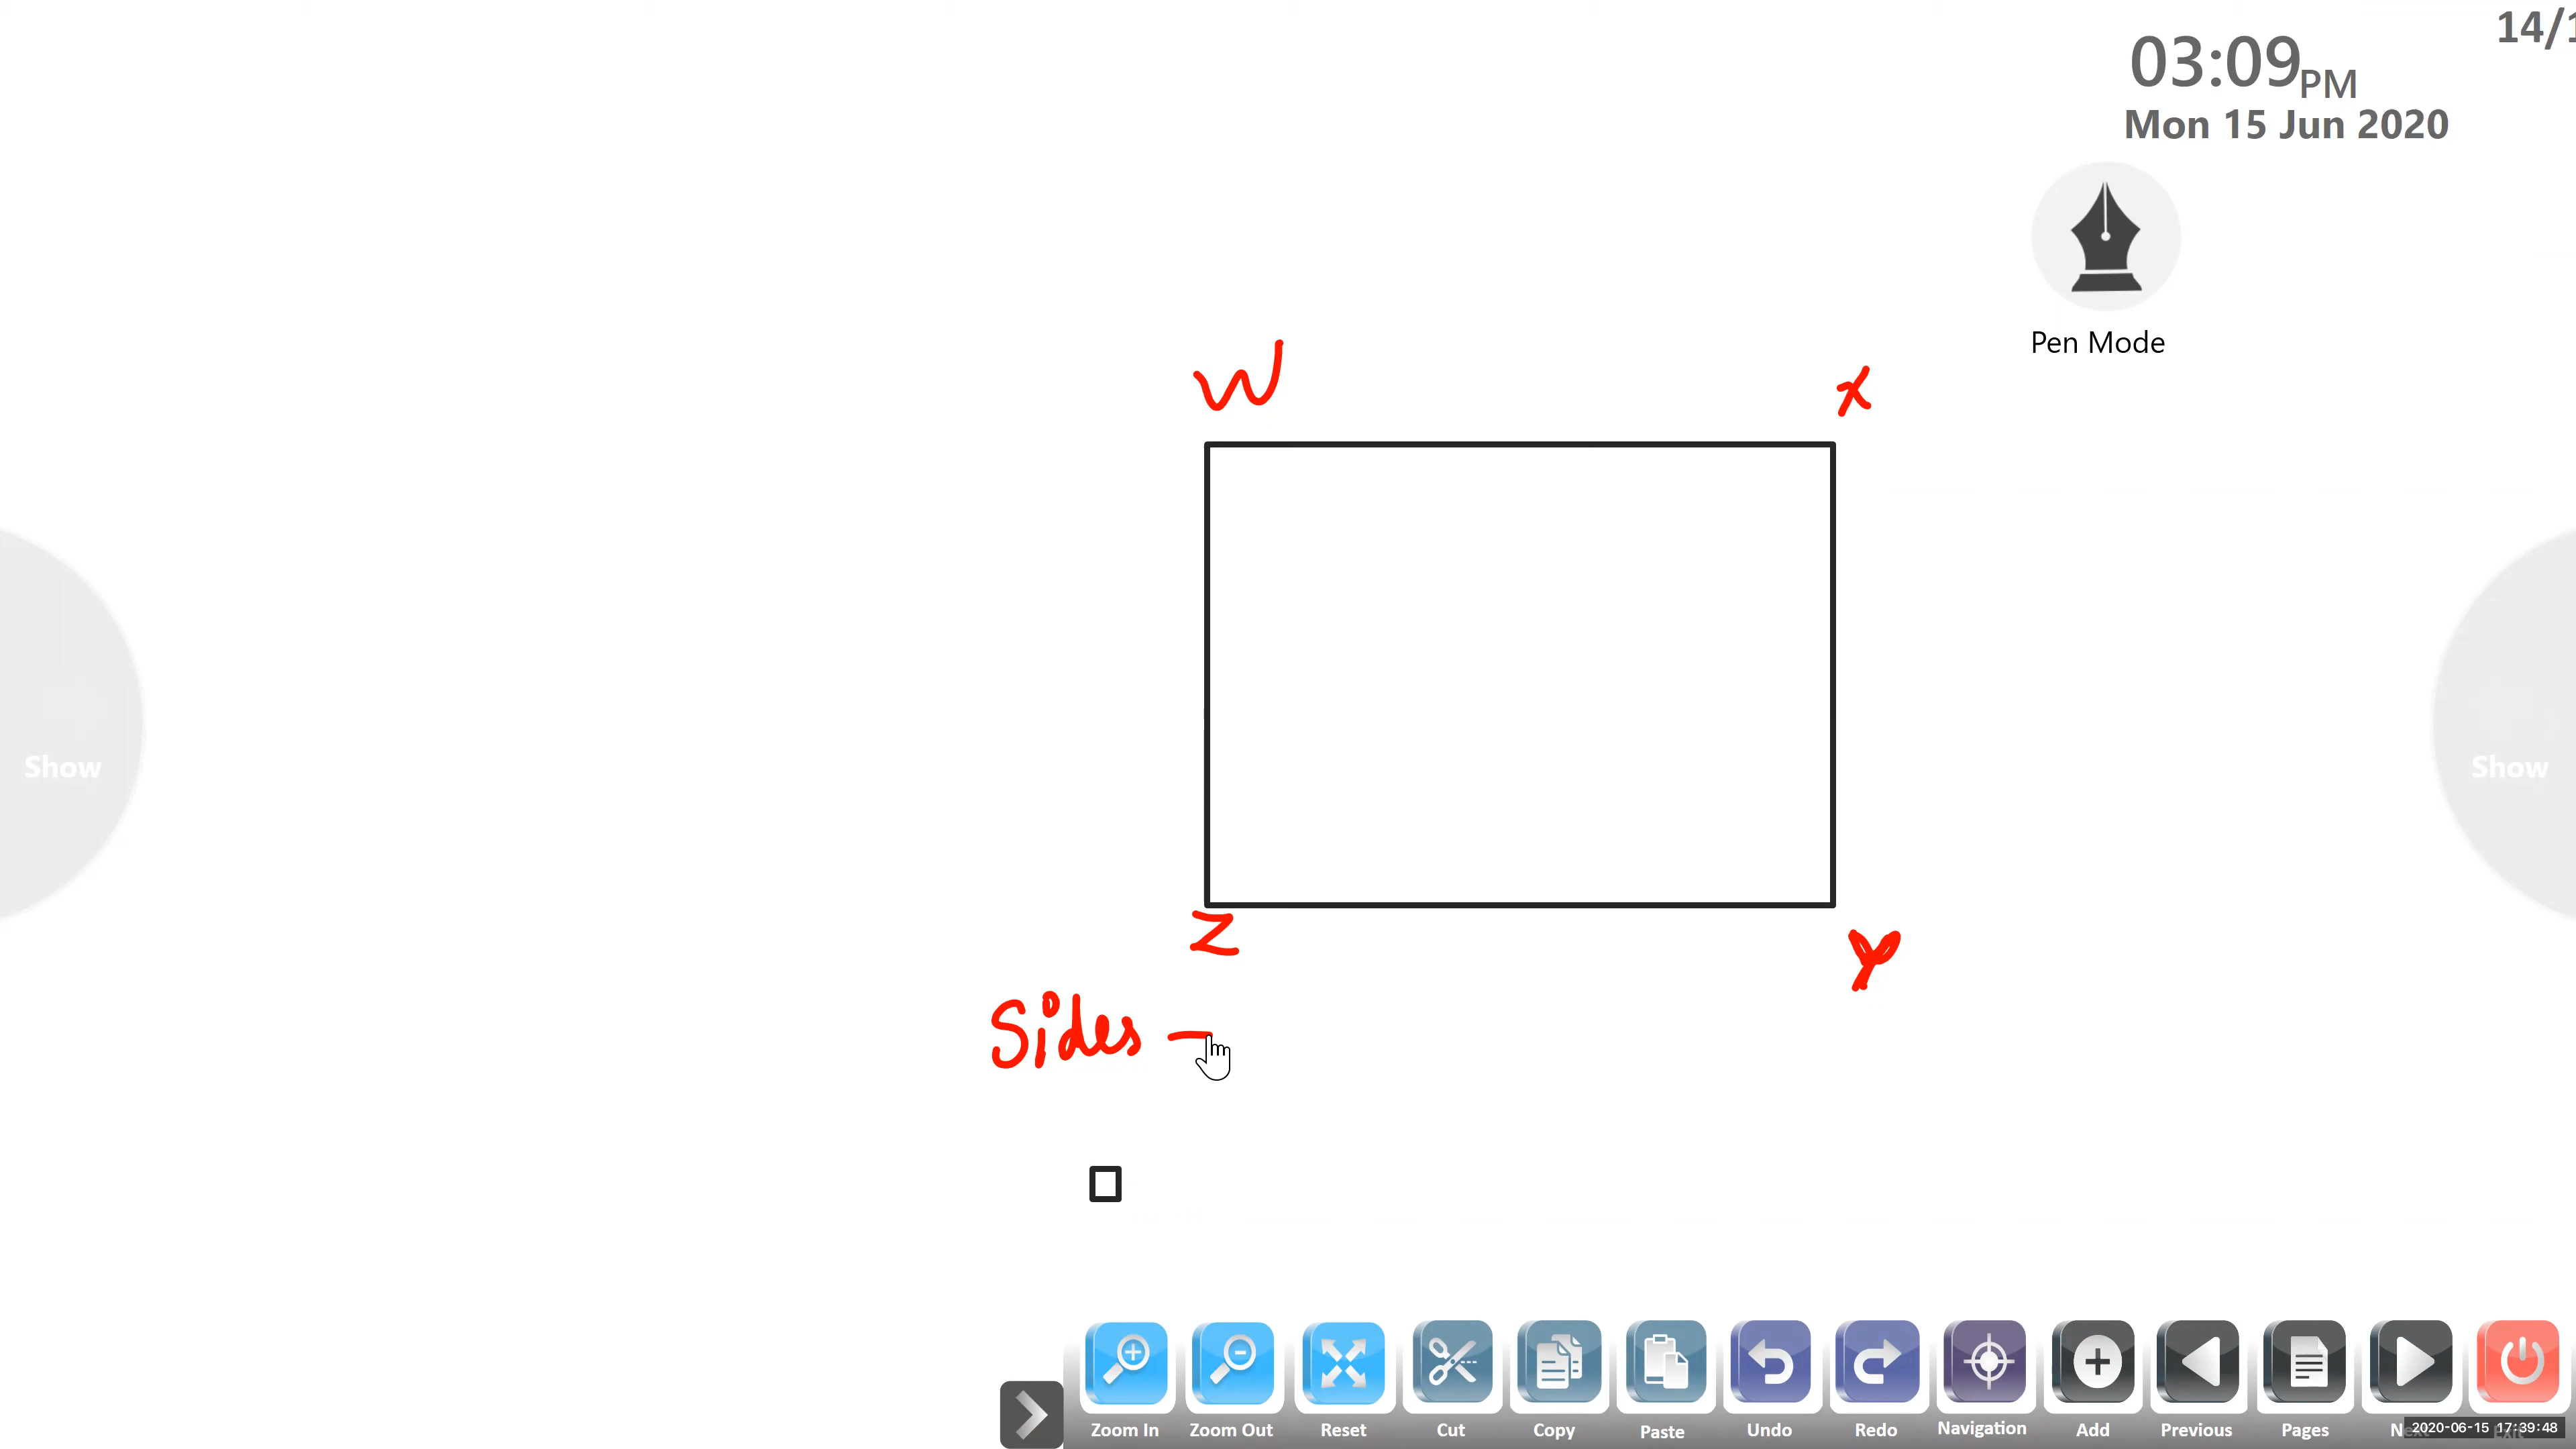 14/1
03:09PM
Mon 15 Jun 2020
Pen Mode
W X
Show Show
Z Y
Sides –
Zoom In Zoom Out Reset Cut Copy Paste Undo Redo Navigation Add Previous Pages
2020-06-15 17:39:48